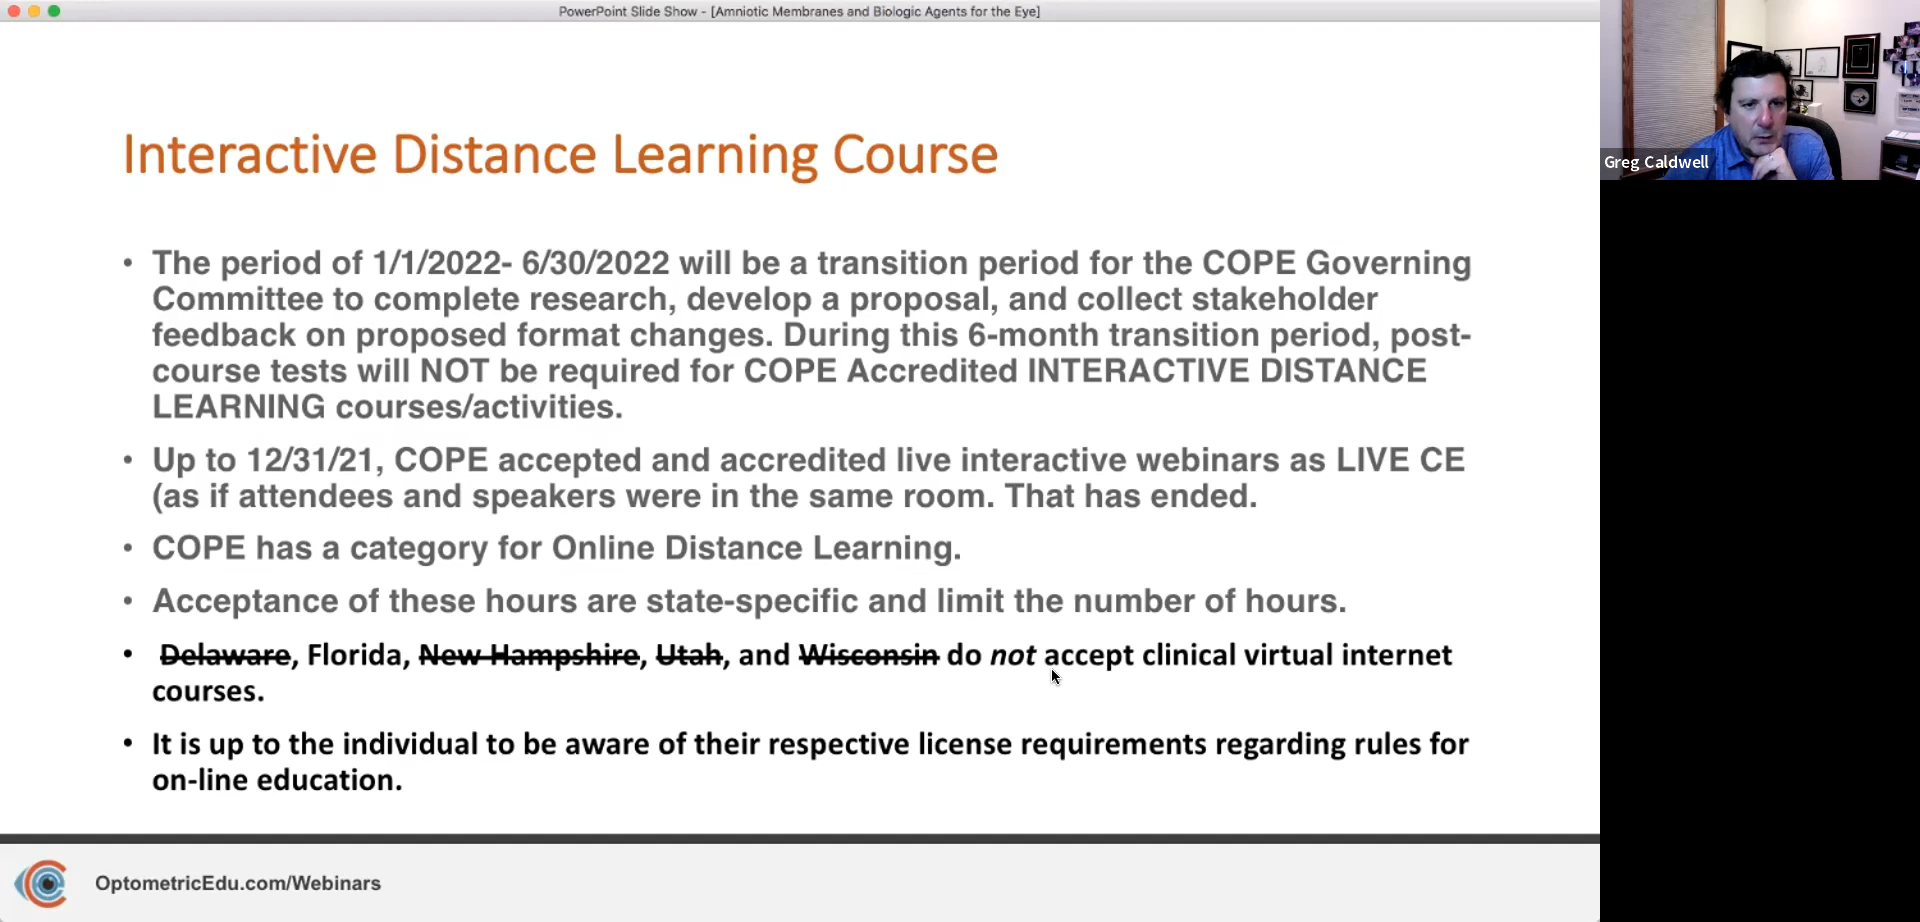 PowerPoint Slide Show - [Amniotic Membranes and Biologic Agents for the Eye]
Interactive Distance Learning Course
• The period of 1/1/2022- 6/30/2022 will be a transition period for the COPE Governing
Committee to complete research, develop a proposal, and collect stakeholder
feedback on proposed format changes. During this 6-month transition period, post-
course tests will NOT be required for COPE Accredited INTERACTIVE DISTANCE
LEARNING courses/activities.
• Up to 12/31/21, COPE accepted and accredited live interactive webinars as LIVE CE
(as if attendees and speakers were in the same room. That has ended.
• COPE has a category for Online Distance Learning.
• Acceptance of these hours are state-specific and limit the number of hours.
• Delaware, Florida, New Hampshire, Utah, and Wisconsin do not accept clinical virtual internet
courses.
• It is up to the individual to be aware of their respective license requirements regarding rules for
on-line education.
OptometricEdu.com/Webinars
Greg Caldwell